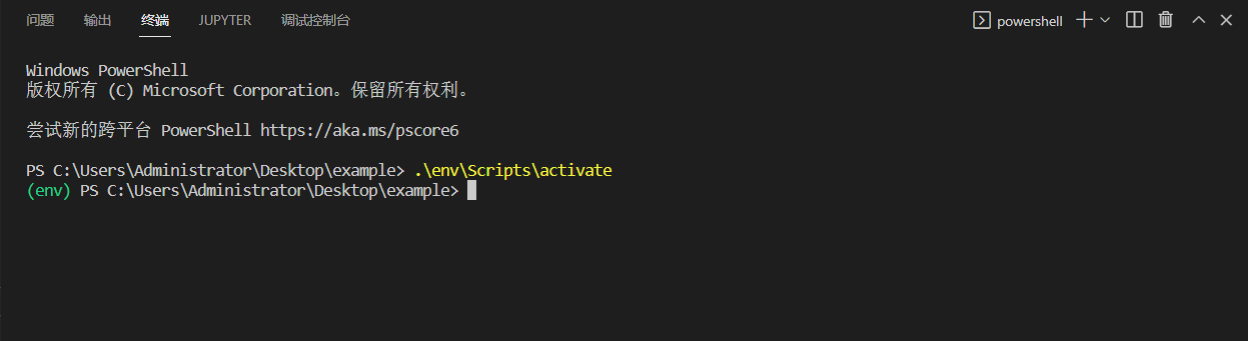 问题 输出 终端 JUPYTER 调试控制台 powershell
Windows PowerShell
版权所有 (C) Microsoft Corporation。保留所有权利。
尝试新的跨平台 PowerShell https://aka.ms/pscore6
PS C:\Users\Administrator\Desktop\example> .\env\Scripts\activate
(env) PS C:\Users\Administrator\Desktop\example>